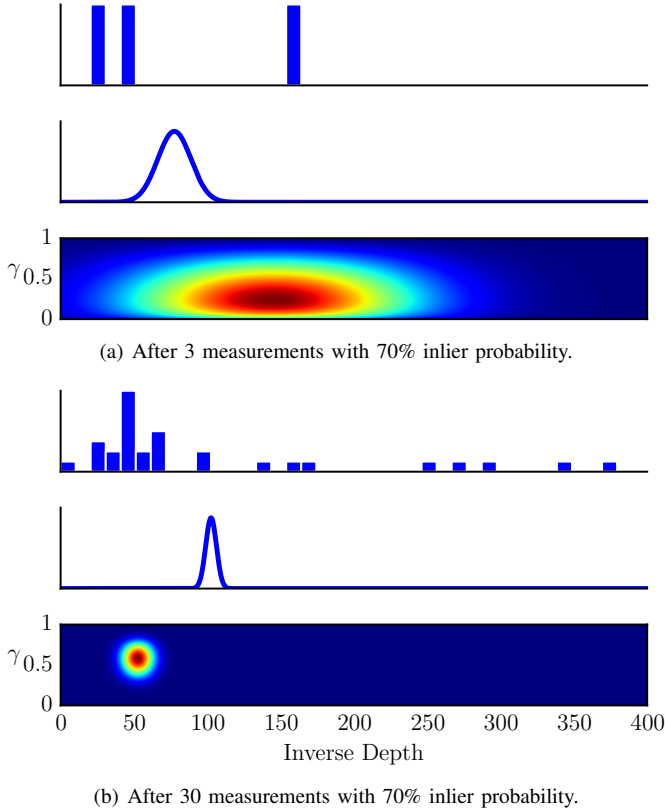 1
γ 0.5
0
(a) After 3 measurements with 70% inlier probability.
1
γ 0.5
0
0 50 100 150 200 250 300 350 400
Inverse Depth
(b) After 30 measurements with 70% inlier probability.